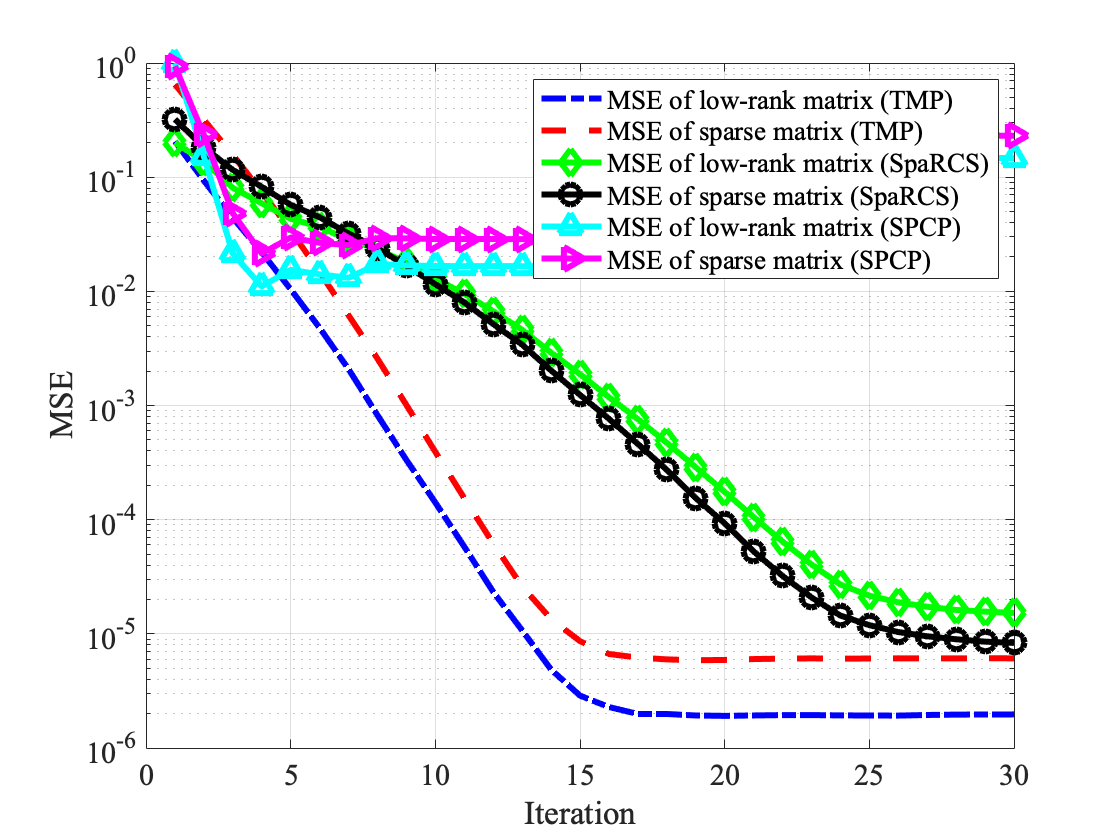 10^0
10^-1
10^-2
10^-3
10^-4
10^-5
10^-6
MSE
MSE of low-rank matrix (TMP)
MSE of sparse matrix (TMP)
MSE of low-rank matrix (SpaRCS)
MSE of sparse matrix (SpaRCS)
MSE of low-rank matrix (SPCP)
MSE of sparse matrix (SPCP)
0 5 10 15 20 25 30
Iteration